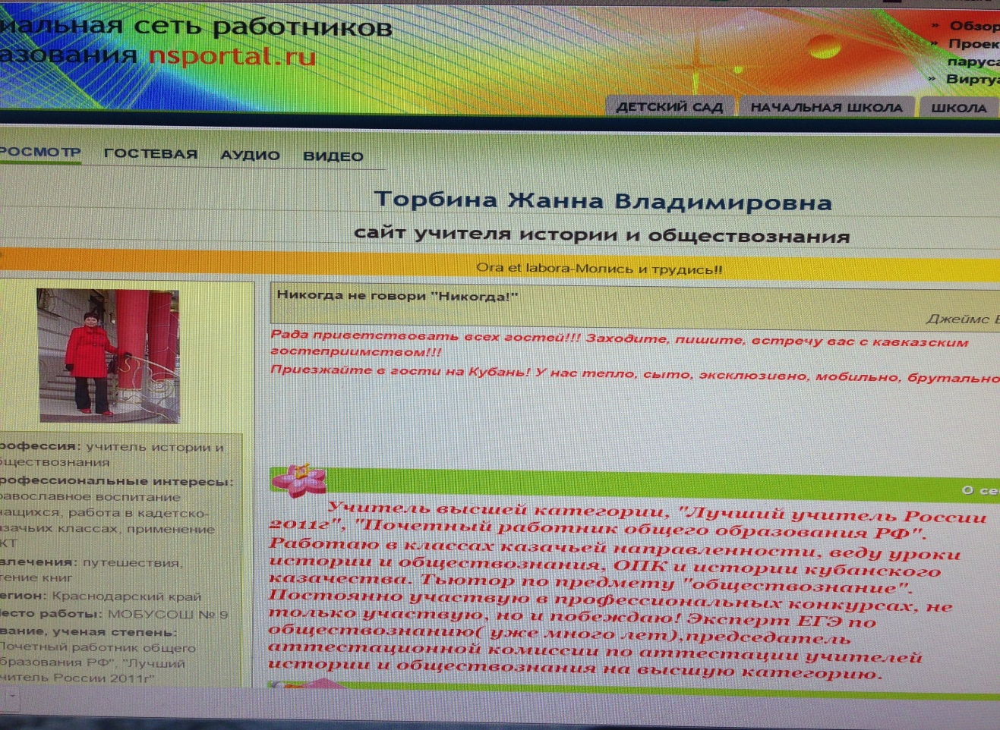 иальная сеть работников
азования nsportal.ru
» Обзор
» Проек
паруса
» Вирту
ДЕТСКИЙ САД НАЧАЛЬНАЯ ШКОЛА ШКОЛА
РОСМОТР ГОСТЕВАЯ АУДИО ВИДЕО
Торбина Жанна Владимировна
сайт учителя истории и обществознания
Ora et labora-Молись и трудись!!
Никогда не говори "Никогда!"
Джеймс
Рада приветствовать всех гостей!!! Заходите, пишите, встречу вас с кавказским
гостеприимством!!!
Приезжайте в гости на Кубань! У нас тепло, сыто, эксклюзивно, мобильно, брутально
рофессия: учитель истории и
бществознания
рофессиональные интересы:
равославное воспитание
чащихся, работа в кадетско-
азачьих классах, применение
КТ
влечения: путешествия,
тение книг
егион: Краснодарский край
есто работы: МОБУСОШ № 9
вание, ученая степень:
Почетный работник общего
бразования РФ", "Лучший
читель России 2011г"
О се
Учитель высшей категории, "Лучший учитель России
2011г", "Почетный работник общего образования РФ".
Работаю в классах казачьей направленности, веду уроки
истории и обществознания, ОПК и истории кубанского
казачества. Тьютор по предмету "обществознание".
Постоянно участвую в профессиональных конкурсах, не
только участвую, но и побеждаю! Эксперт ЕГЭ по
обществознанию( уже много лет),председатель
аттестационной комиссии по аттестации учителей
истории и обществознания на высшую категорию.